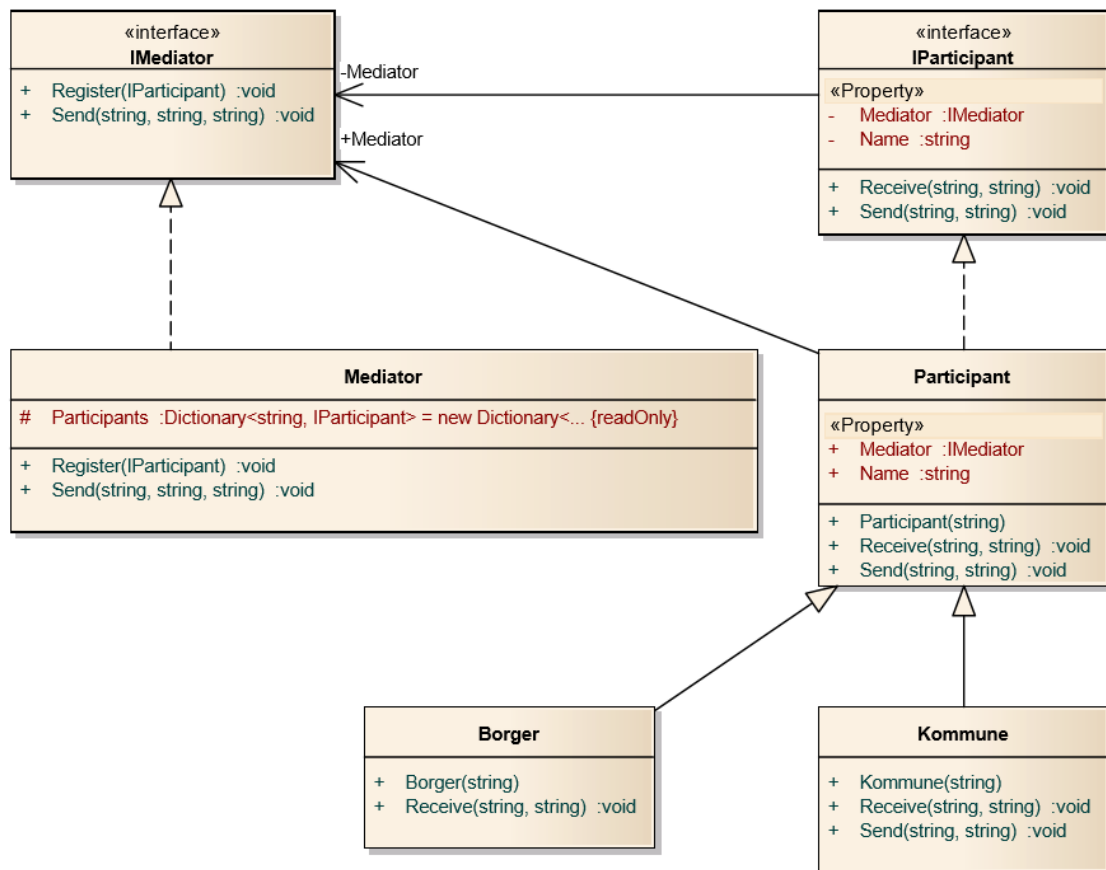 «interface»
IMediator
+ Register(IParticipant) :void
+ Send(string, string, string) :void
-Mediator
+Mediator
«interface»
IParticipant
«Property»
- Mediator :IMediator
- Name :string
+ Receive(string, string) :void
+ Send(string, string) :void
Mediator
# Participants :Dictionary<string, IParticipant> = new Dictionary<... {readOnly}
+ Register(IParticipant) :void
+ Send(string, string, string) :void
Participant
«Property»
+ Mediator :IMediator
+ Name :string
+ Participant(string)
+ Receive(string, string) :void
+ Send(string, string) :void
Borger
+ Borger(string)
+ Receive(string, string) :void
Kommune
+ Kommune(string)
+ Receive(string, string) :void
+ Send(string, string) :void